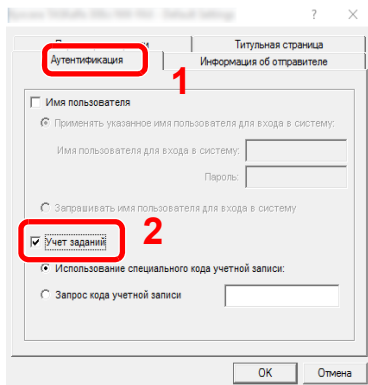 Default Settings
Титульная страница
Аутентификация
Информация об отправителе
1
Имя пользователя
Применять указанное имя пользователя для входа в систему:
Имя пользователя для входа в систему:
Пароль:
Запрашивать имя пользователя для входа в систему
2
Учет заданий
Использование специального кода учетной записи:
Запрос кода учетной записи
OK
Отмена